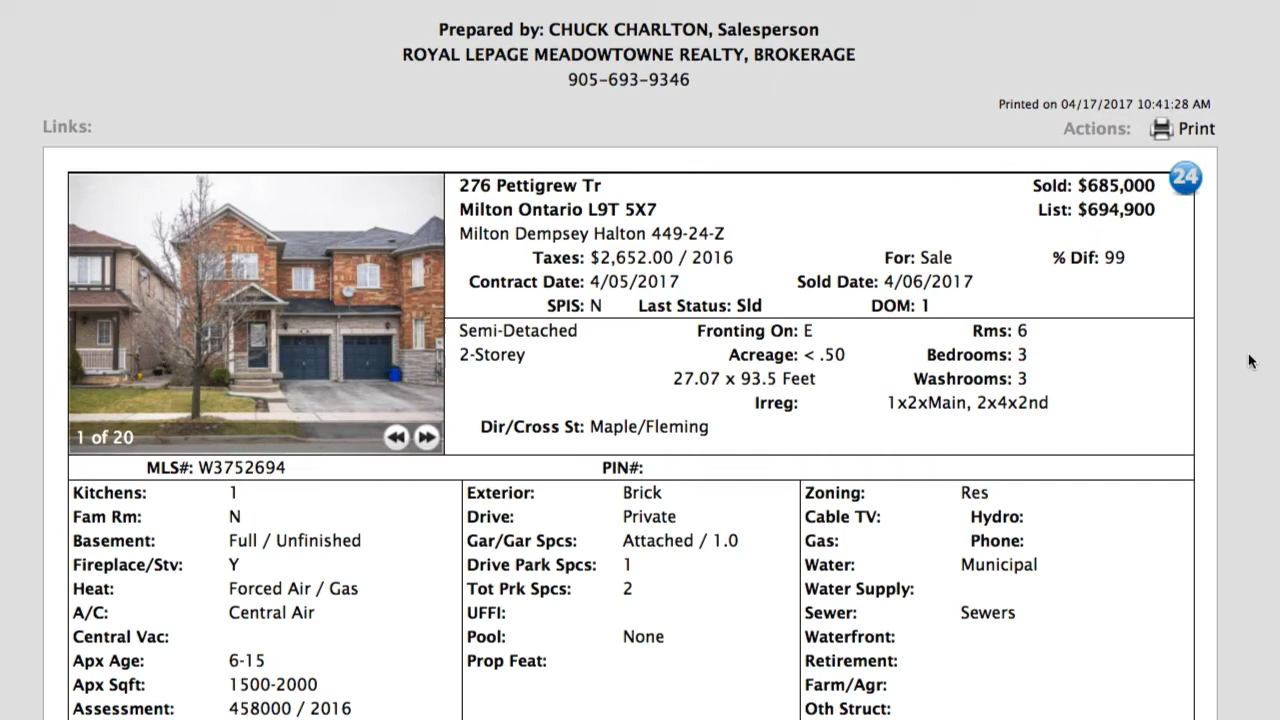 Prepared by: CHUCK CHARLTON, Salesperson
ROYAL LEPAGE MEADOWTOWNE REALTY, BROKERAGE
905-693-9346
Printed on 04/17/2017 10:41:28 AM
Links: Actions: Print
24
276 Pettigrew Tr Sold: $685,000
Milton Ontario L9T 5X7 List: $694,900
Milton Dempsey Halton 449-24-Z
Taxes: $2,652.00 / 2016 For: Sale % Dif: 99
Contract Date: 4/05/2017 Sold Date: 4/06/2017
SPIS: N Last Status: Sld DOM: 1
Semi-Detached Fronting On: E Rms: 6
2-Storey Acreage: < .50 Bedrooms: 3
27.07 x 93.5 Feet Washrooms: 3
Irreg: 1x2xMain, 2x4x2nd
Dir/Cross St: Maple/Fleming
1 of 20
MLS#: W3752694 PIN#:
Kitchens: 1 Exterior: Brick Zoning: Res
Fam Rm: N Drive: Private Cable TV: Hydro:
Basement: Full / Unfinished Gar/Gar Spcs: Attached / 1.0 Gas: Phone:
Fireplace/Stv: Y Drive Park Spcs: 1 Water: Municipal
Heat: Forced Air / Gas Tot Prk Spcs: 2 Water Supply:
A/C: Central Air UFFI: Sewer: Sewers
Central Vac: Pool: None Waterfront:
Apx Age: 6-15 Prop Feat: Retirement:
Apx Sqft: 1500-2000 Farm/Agr:
Assessment: 458000 / 2016 Oth Struct: